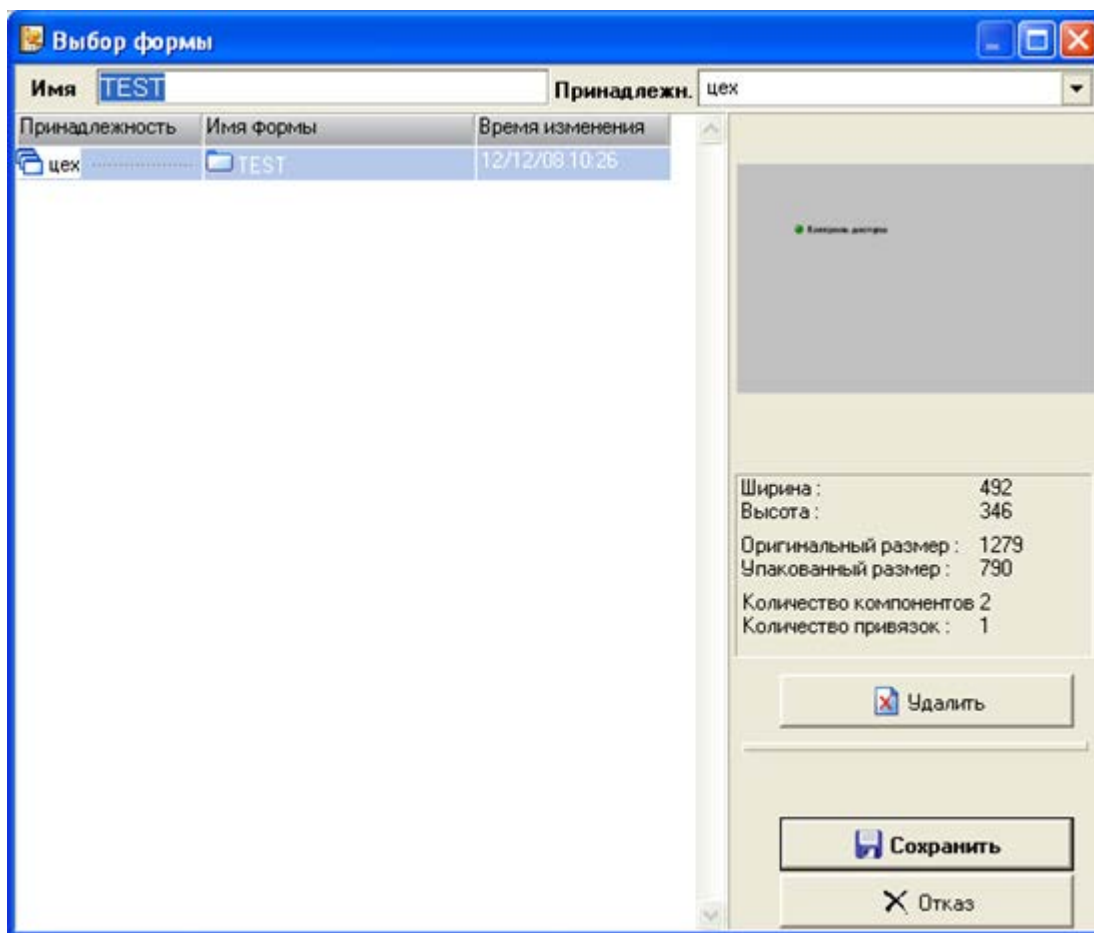 Выбор формы
Имя TEST Принадлежн. цех
Принадлежность Имя формы Время изменения
цех TEST 12/12/08 10:26
Ширина : 492
Высота : 346
Оригинальный размер : 1279
Упакованный размер : 790
Количество компонентов 2
Количество привязок : 1
Удалить
Сохранить
Отказ